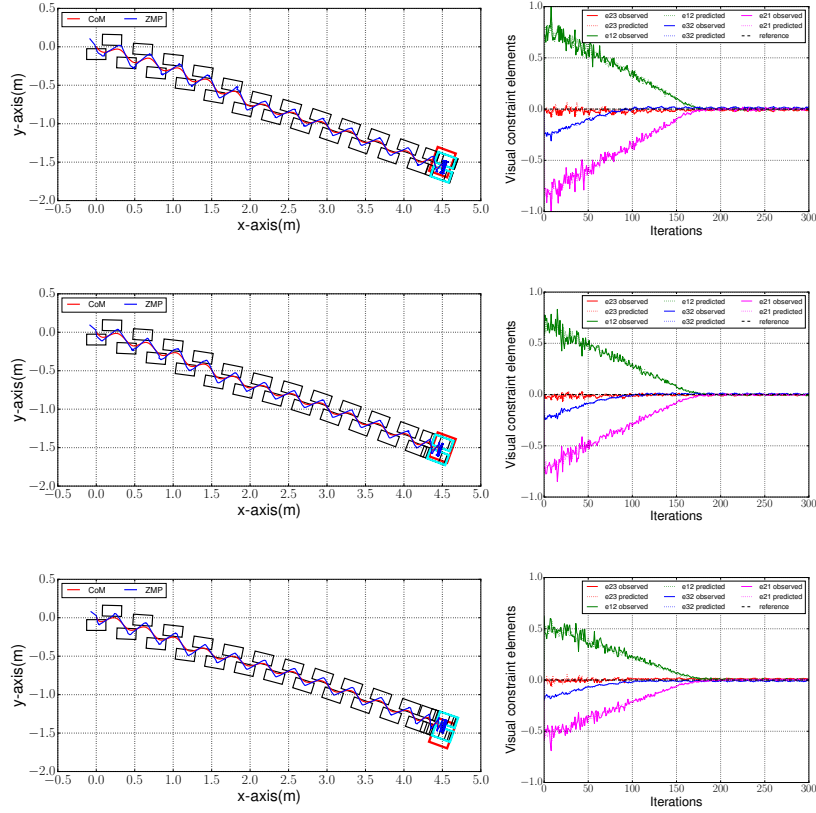 CoM ZMP
0.5
0.0
−0.5
−1.0
−1.5
−2.0
−0.5 0.0 0.5 1.0 1.5 2.0 2.5 3.0 3.5 4.0 4.5 5.0
x-axis(m)
y-axis(m)
e23 observed e12 predicted e21 observed
e23 predicted e32 observed e21 predicted
e12 observed e32 predicted reference
1.0
0.5
0.0
−0.5
−1.0
0 50 100 150 200 250 300
Iterations
Visual constraint elements
CoM ZMP
0.5
0.0
−0.5
−1.0
−1.5
−2.0
−0.5 0.0 0.5 1.0 1.5 2.0 2.5 3.0 3.5 4.0 4.5 5.0
x-axis(m)
y-axis(m)
e23 observed e12 predicted e21 observed
e23 predicted e32 observed e21 predicted
e12 observed e32 predicted reference
1.0
0.5
0.0
−0.5
−1.0
0 50 100 150 200 250 300
Iterations
Visual constraint elements
CoM ZMP
0.5
0.0
−0.5
−1.0
−1.5
−2.0
−0.5 0.0 0.5 1.0 1.5 2.0 2.5 3.0 3.5 4.0 4.5 5.0
x-axis(m)
y-axis(m)
e23 observed e12 predicted e21 observed
e23 predicted e32 observed e21 predicted
e12 observed e32 predicted reference
1.0
0.5
0.0
−0.5
−1.0
0 50 100 150 200 250 300
Iterations
Visual constraint elements